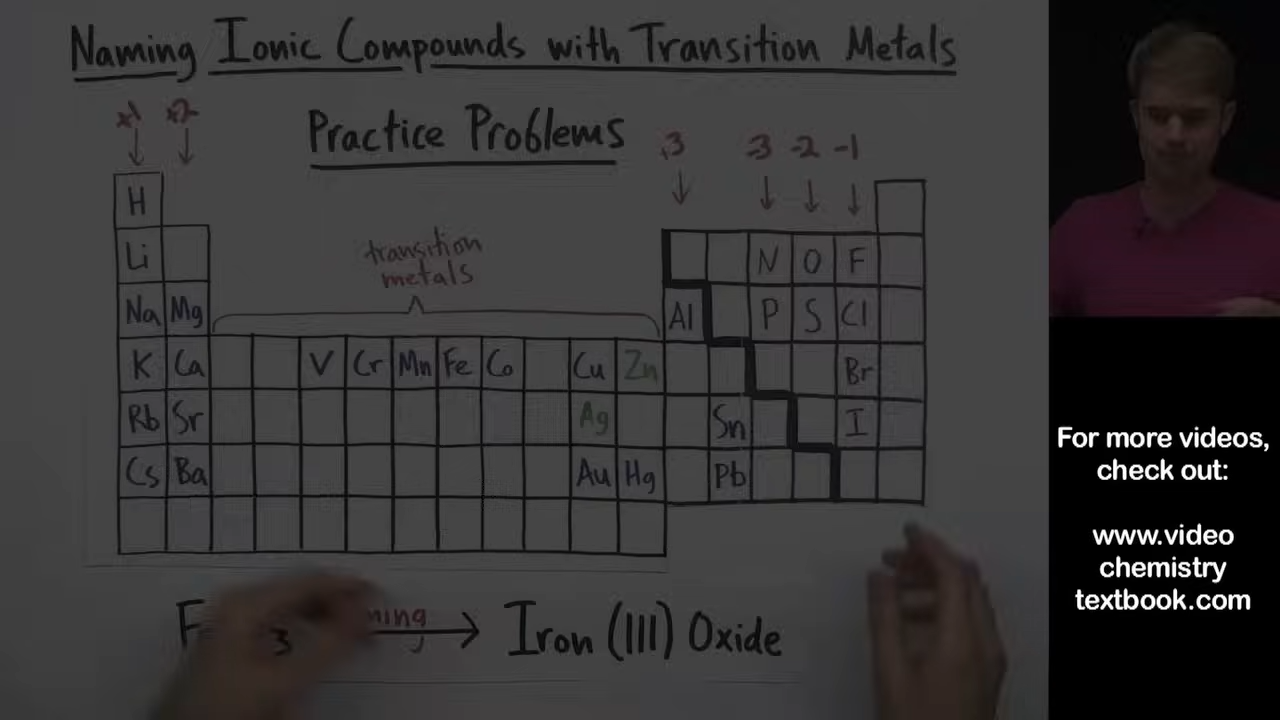 Naming Ionic Compounds with Transition Metals
Practice Problems
+1 +2
3 -3 -2 -1
H
Li N O F
transition
metals
Na Mg Al P S Cl
K Ca V Cr Mn Fe Co Cu Zn Br
Rb Sr Ag Sn I
Cs Ba Au Hg Pb
3 Iron (III) Oxide
For more videos,
check out:
www.video
chemistry
textbook.com